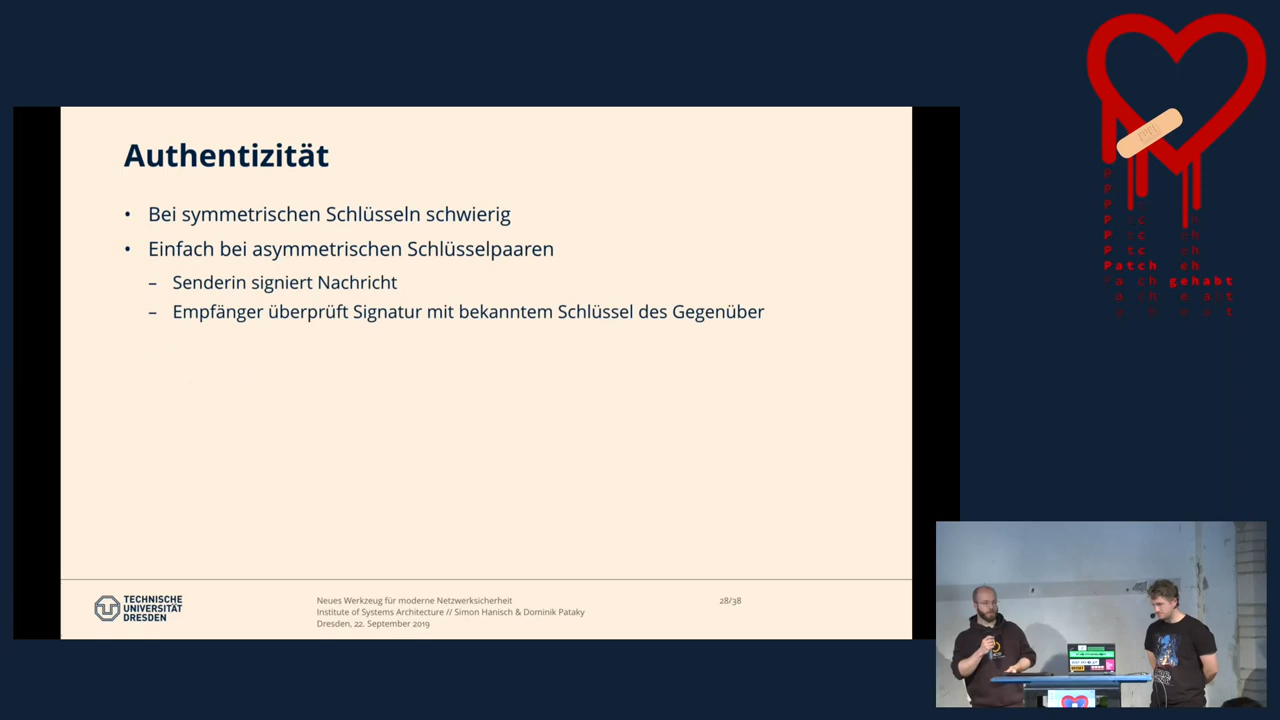 Authentizität
• Bei symmetrischen Schlüsseln schwierig
• Einfach bei asymmetrischen Schlüsselpaaren
– Senderin signiert Nachricht
– Empfänger überprüft Signatur mit bekanntem Schlüssel des Gegenüber
TECHNISCHE
UNIVERSITÄT
DRESDEN
Neues Werkzeug für moderne Netzwerksicherheit
Institute of Systems Architecture // Simon Hanisch & Dominik Pataky
Dresden, 22. September 2019
28/38
Patch
gehabt